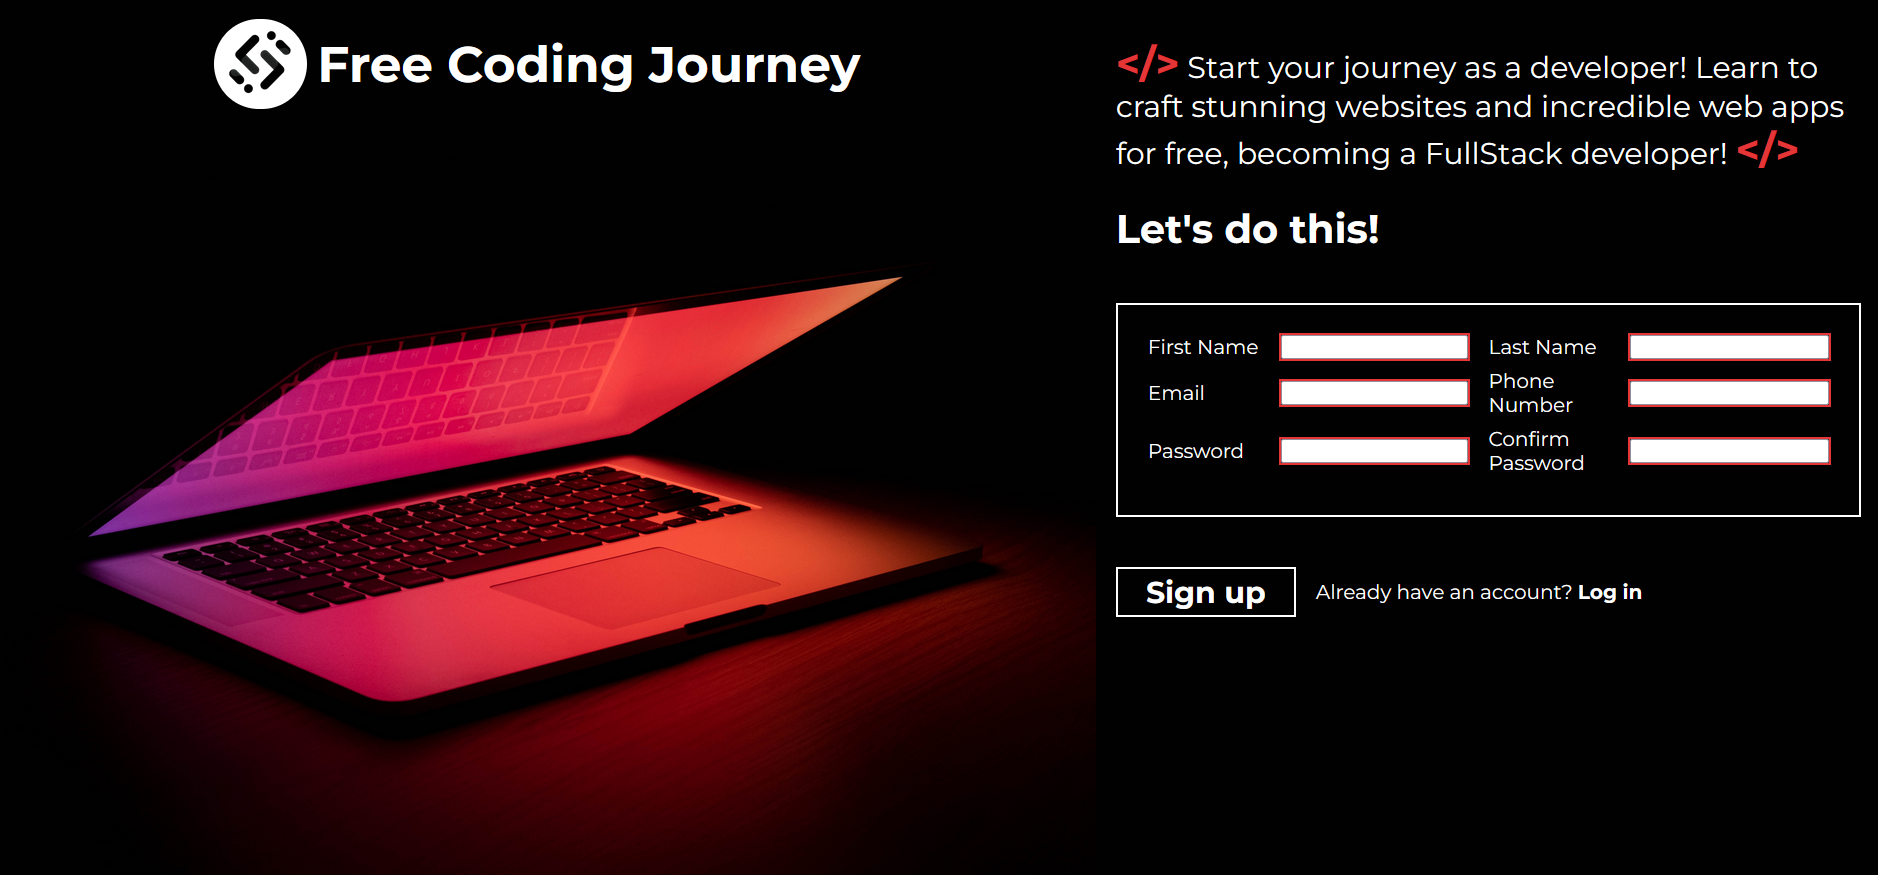 Free Coding Journey
</> Start your journey as a developer! Learn to
craft stunning websites and incredible web apps
for free, becoming a FullStack developer! </>
Let's do this!
First Name
Last Name
Email
Phone
Number
Password
Confirm
Password
Sign up
Already have an account? Log in